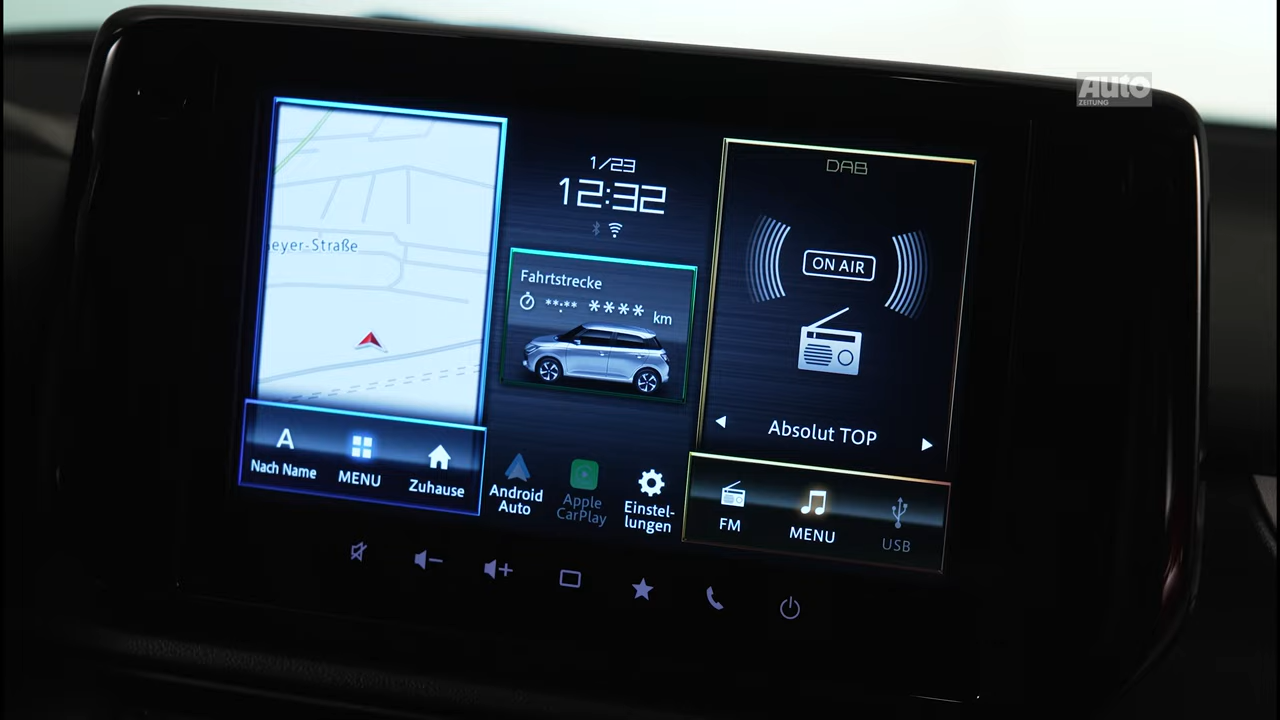 Auto
ZEITUNG
1/23
12:32
DAB
eyer-Straße
Fahrtstrecke
**:** **** km
ON AIR
Absolut TOP
A
Nach Name
MENU
Zuhause
Android
Auto
Apple
CarPlay
Einstel-
lungen
FM
MENU
USB